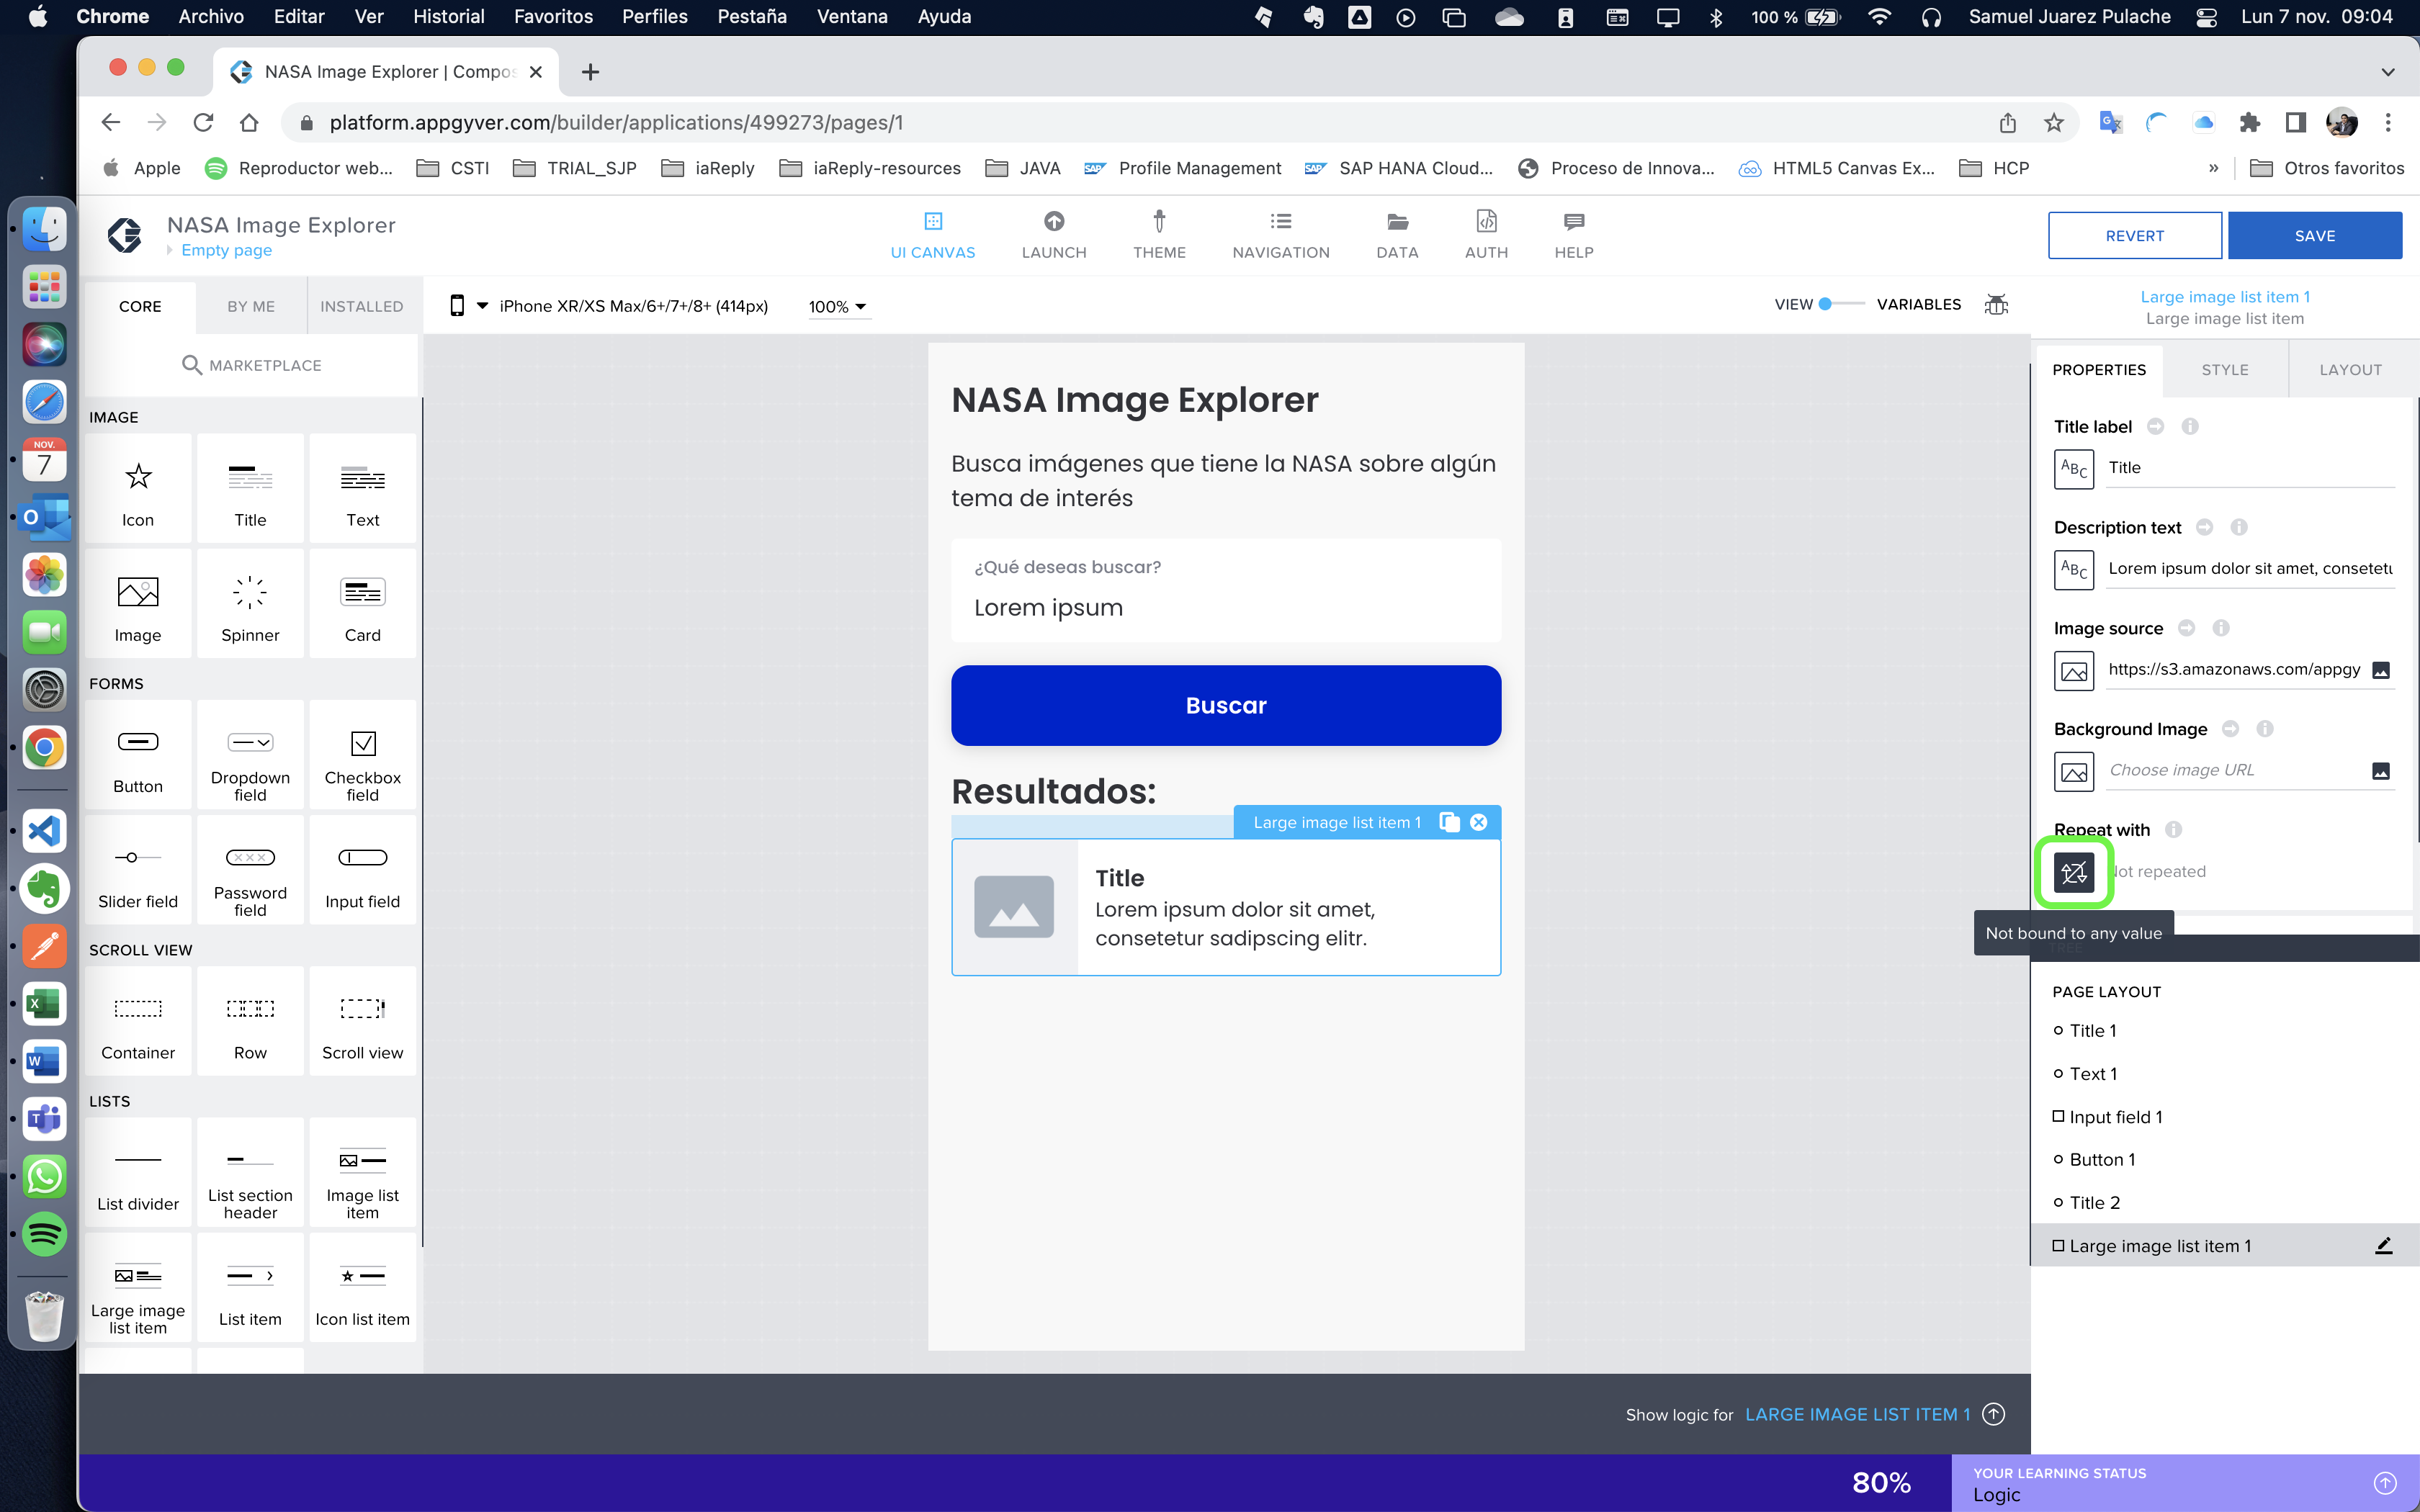 Chrome Archivo Editar Ver Historial Favoritos Perfiles Pestaña Ventana Ayuda 100 % Samuel Juarez Pulache Lun 7 nov. 09:04
NASA Image Explorer | Compos
platform.appgyver.com/builder/applications/499273/pages/1
Apple Reproductor web... CSTI TRIAL_SJP iaReply iaReply-resources JAVA Profile Management SAP HANA Cloud... Proceso de Innova... HTML5 Canvas Ex... HCP » Otros favoritos
NASA Image Explorer
Empty page
UI CANVAS LAUNCH THEME NAVIGATION DATA AUTH HELP
REVERT SAVE
CORE BY ME INSTALLED
iPhone XR/XS Max/6+/7+/8+ (414px) 100%
VIEW VARIABLES
Large image list item 1
Large image list item
MARKETPLACE
PROPERTIES STYLE LAYOUT
IMAGE
Icon Title Text
Image Spinner Card
FORMS
Button Dropdown field Checkbox field
Slider field Password field Input field
SCROLL VIEW
Container Row Scroll view
LISTS
List divider List section header Image list item
Large image list item List item Icon list item
NOV.
7
NASA Image Explorer
Busca imágenes que tiene la NASA sobre algún
tema de interés
¿Qué deseas buscar?
Lorem ipsum
Buscar
Resultados:
Large image list item 1
Title
Lorem ipsum dolor sit amet,
consetetur sadipscing elitr.
Title label
ABC Title
Description text
ABC Lorem ipsum dolor sit amet, consetetu
Image source
https://s3.amazonaws.com/appgy
Background Image
Choose image URL
Repeat with
ot repeated
Not bound to any value
PAGE LAYOUT
Title 1
Text 1
Input field 1
Button 1
Title 2
Large image list item 1
Show logic for LARGE IMAGE LIST ITEM 1
80%
YOUR LEARNING STATUS
Logic